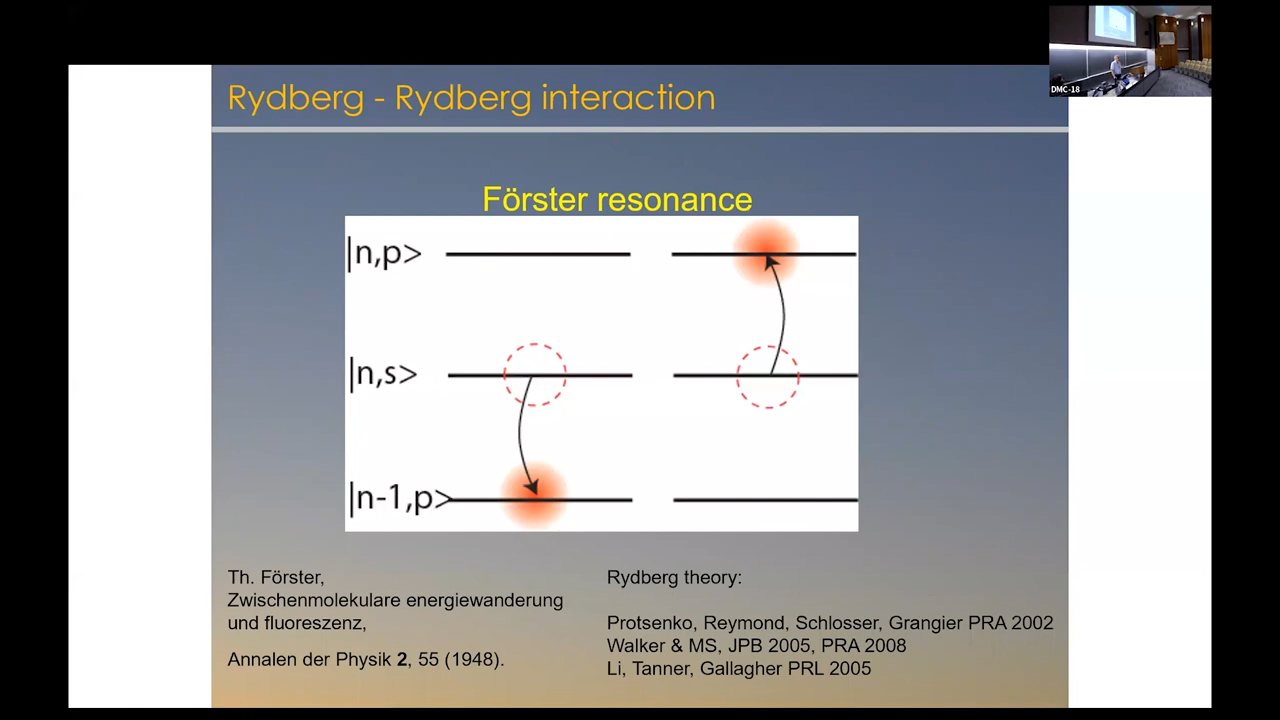 DMC-18
Rydberg - Rydberg interaction
Förster resonance
|n,p>
|n,s>
|n-1,p>
Th. Förster,
Zwischenmolekulare energiewanderung
und fluoreszenz,
Annalen der Physik 2, 55 (1948).
Rydberg theory:
Protsenko, Reymond, Schlosser, Grangier PRA 2002
Walker & MS, JPB 2005, PRA 2008
Li, Tanner, Gallagher PRL 2005